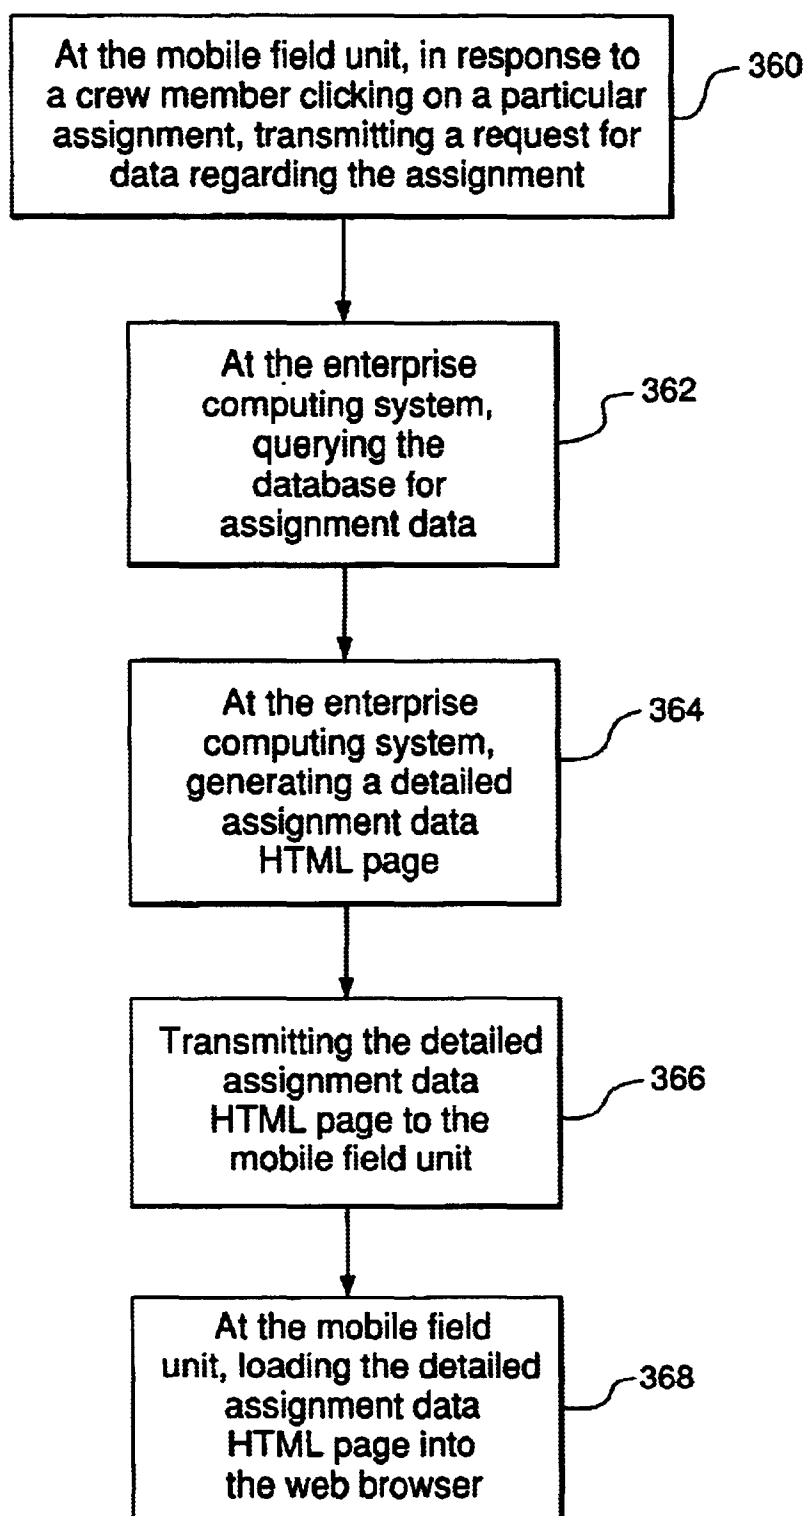 At the mobile field unit, in response to
a crew member clicking on a particular
assignment, transmitting a request for
data regarding the assignment
360
At the enterprise
computing system,
querying the
database for
assignment data
362
At the enterprise
computing system,
generating a detailed
assignment data
HTML page
364
Transmitting the detailed
assignment data
HTML page to the
mobile field unit
366
At the mobile field
unit, loading the detailed
assignment data
HTML page into
the web browser
368